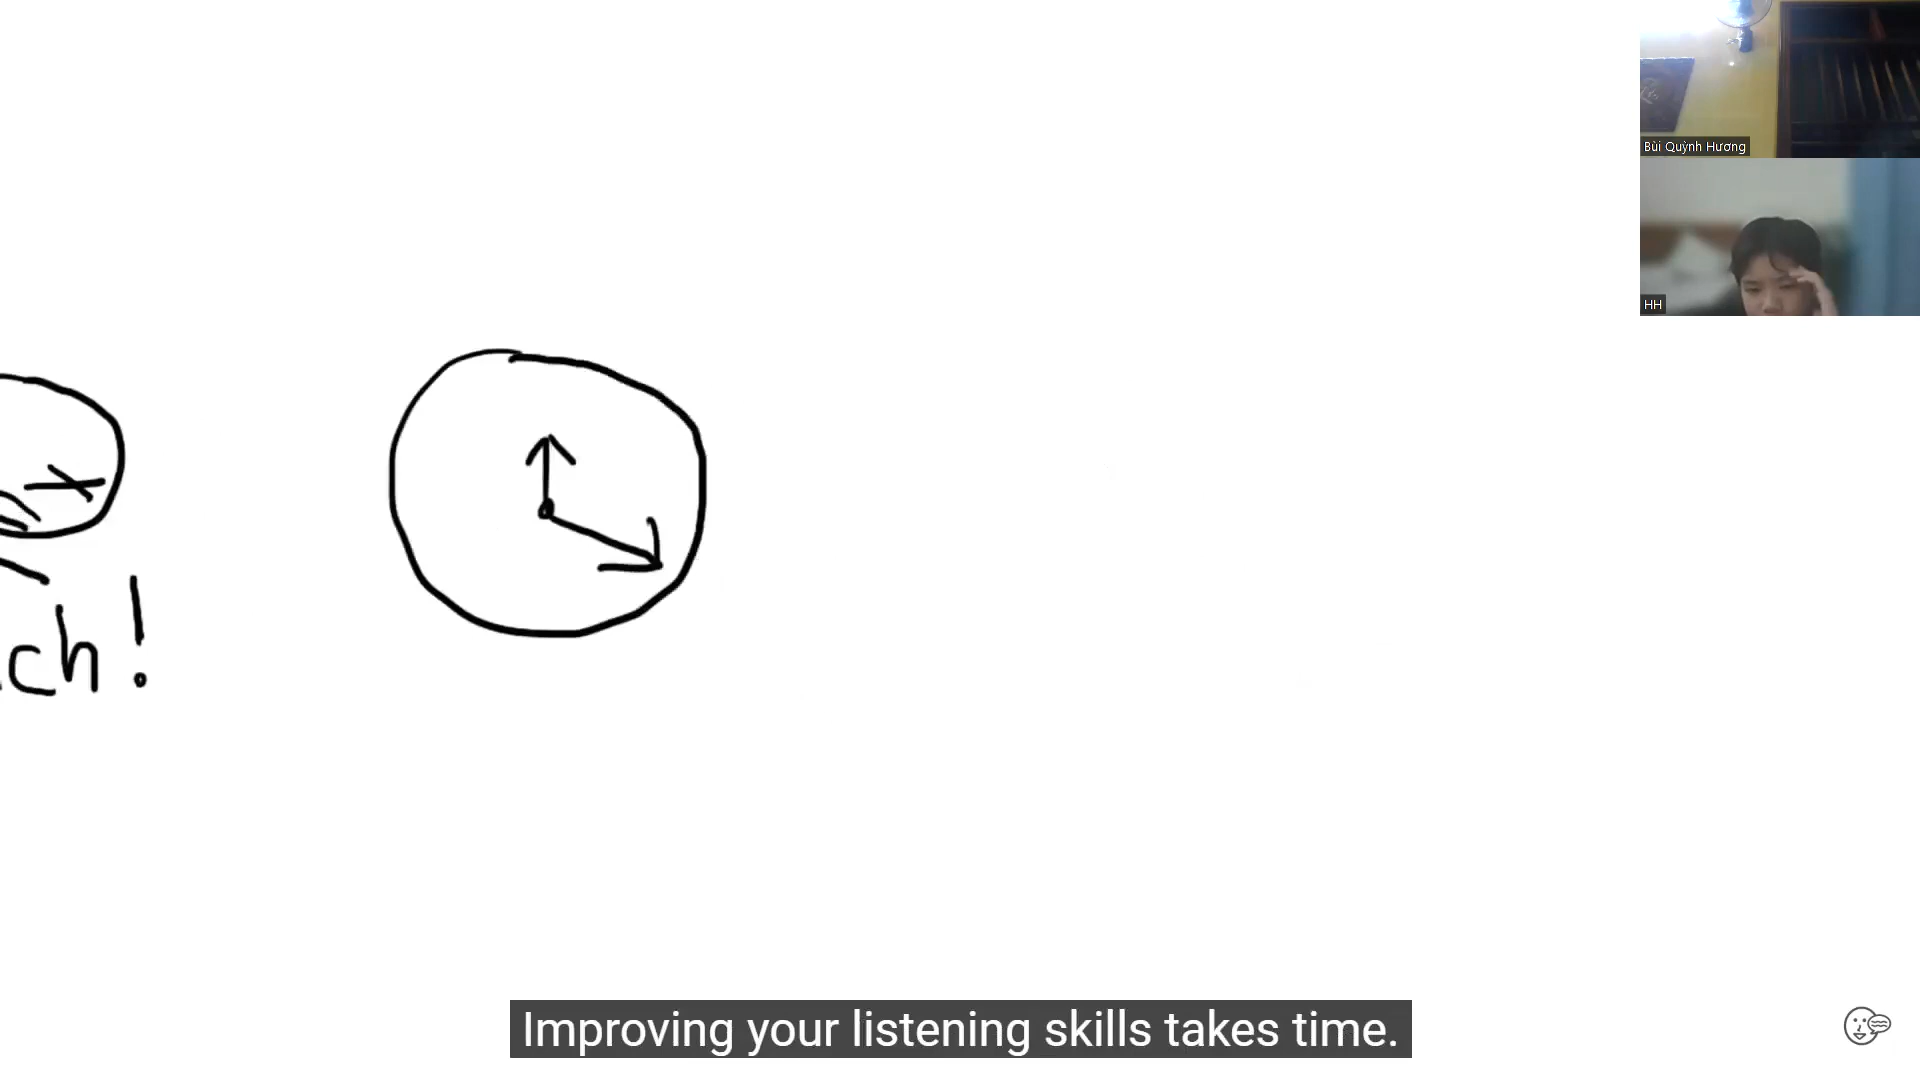 Bùi Quỳnh Hương
HH
ch!
Improving your listening skills takes time.